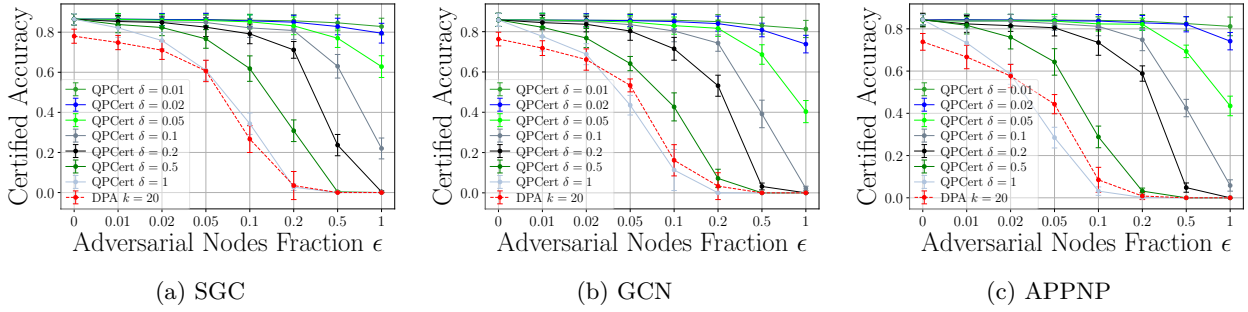 Certified Accuracy
0.8
0.6
0.4
0.2
0.0
QPCert δ = 0.01
QPCert δ = 0.02
QPCert δ = 0.05
QPCert δ = 0.1
QPCert δ = 0.2
QPCert δ = 0.5
QPCert δ = 1
DPA k = 20
0 0.01 0.02 0.05 0.1 0.2 0.5 1
Adversarial Nodes Fraction ϵ
(a) SGC
Certified Accuracy
0.8
0.6
0.4
0.2
0.0
QPCert δ = 0.01
QPCert δ = 0.02
QPCert δ = 0.05
QPCert δ = 0.1
QPCert δ = 0.2
QPCert δ = 0.5
QPCert δ = 1
DPA k = 20
0 0.01 0.02 0.05 0.1 0.2 0.5 1
Adversarial Nodes Fraction ϵ
(b) GCN
Certified Accuracy
0.8
0.6
0.4
0.2
0.0
QPCert δ = 0.01
QPCert δ = 0.02
QPCert δ = 0.05
QPCert δ = 0.1
QPCert δ = 0.2
QPCert δ = 0.5
QPCert δ = 1
DPA k = 20
0 0.01 0.02 0.05 0.1 0.2 0.5 1
Adversarial Nodes Fraction ϵ
(c) APPNP